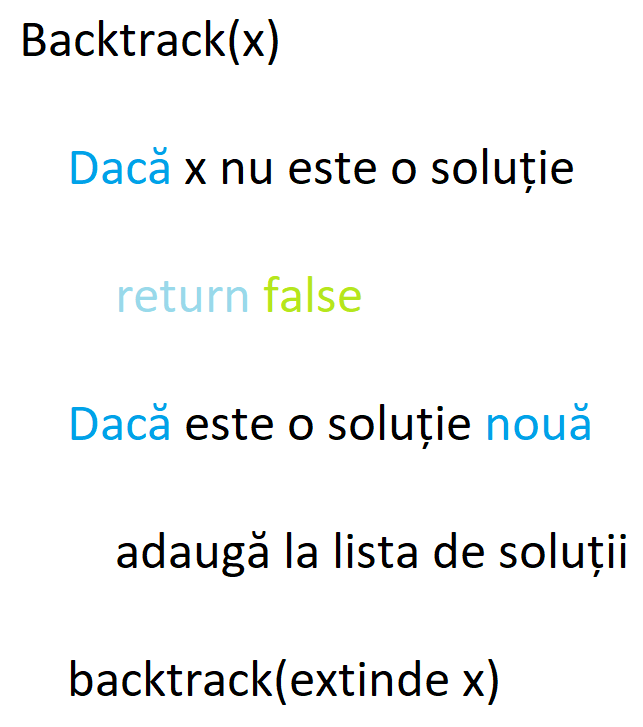 Backtrack(x)
Dacă x nu este o soluție
return false
Dacă este o soluție nouă
adaugă la lista de soluții
backtrack(extinde x)